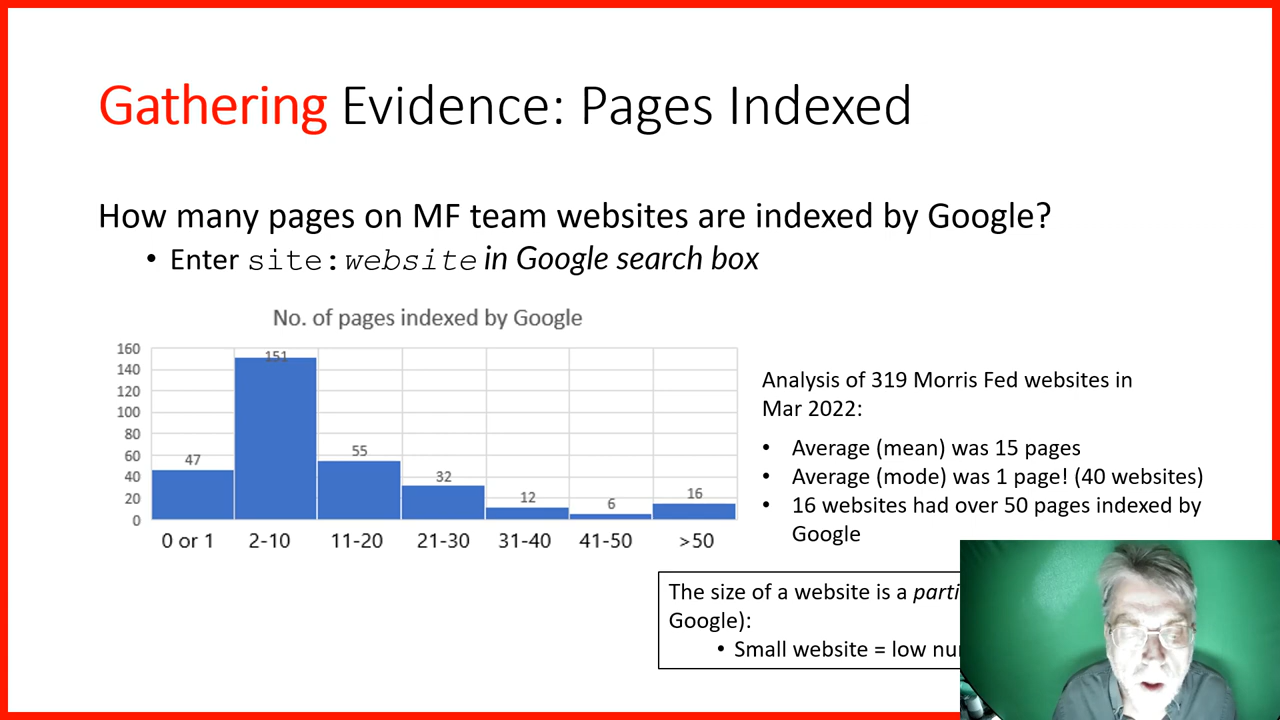 Gathering Evidence: Pages Indexed
How many pages on MF team websites are indexed by Google?
• Enter site:website in Google search box
No. of pages indexed by Google
160
140
120
100
80
60
40
20
0
47
151
55
32
12
6
16
0 or 1
2-10
11-20
21-30
31-40
41-50
>50
Analysis of 319 Morris Fed websites in
Mar 2022:
• Average (mean) was 15 pages
• Average (mode) was 1 page! (40 websites)
• 16 websites had over 50 pages indexed by
Google
The size of a website is a
Google):
• Small website = low